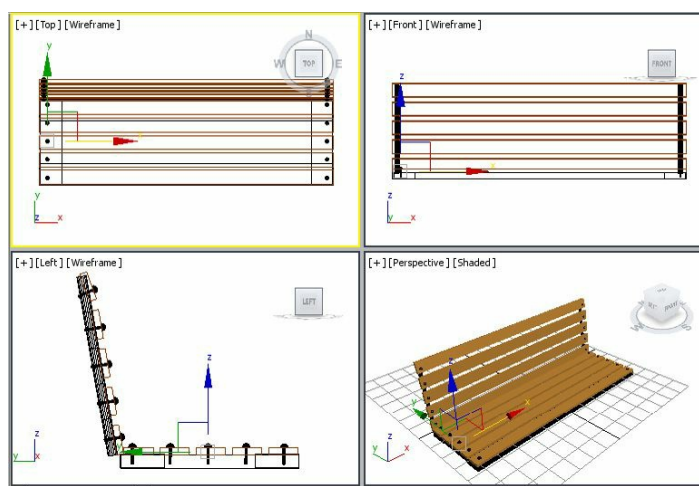 [+] [Top] [Wireframe]
N
W
TOP
E
y
x
y
z
x
[+] [Front] [Wireframe]
FRONT
z
x
z
x
[+] [Left] [Wireframe]
LEFT
z
z
y
[+] [Perspective] [Shaded]
z
x
z
y
x